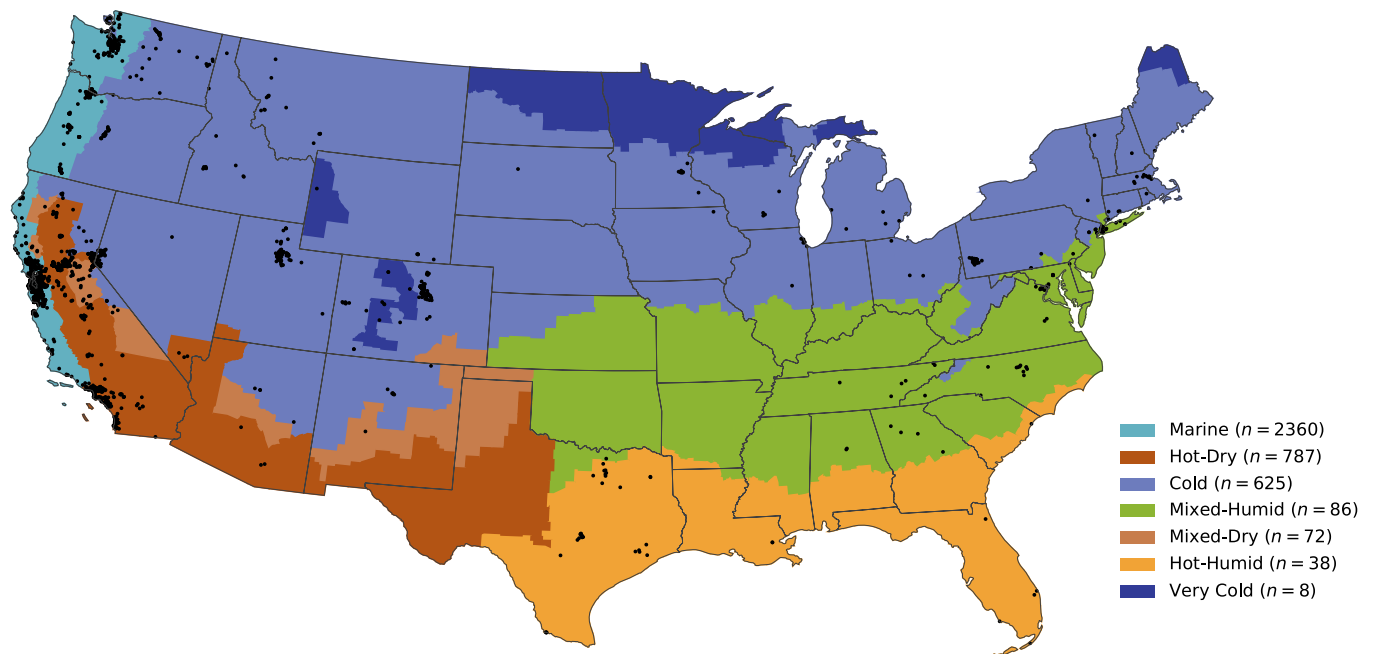 Marine (n = 2360)
Hot-Dry (n = 787)
Cold (n = 625)
Mixed-Humid (n = 86)
Mixed-Dry (n = 72)
Hot-Humid (n = 38)
Very Cold (n = 8)